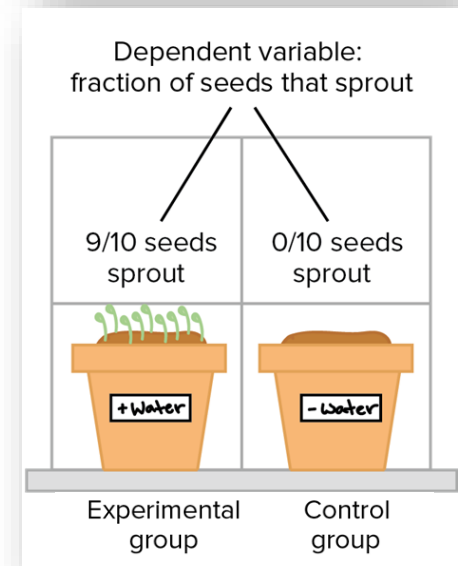 Dependent variable:
fraction of seeds that sprout
9/10 seeds
sprout
0/10 seeds
sprout
+ Water
- Water
Experimental
group
Control
group